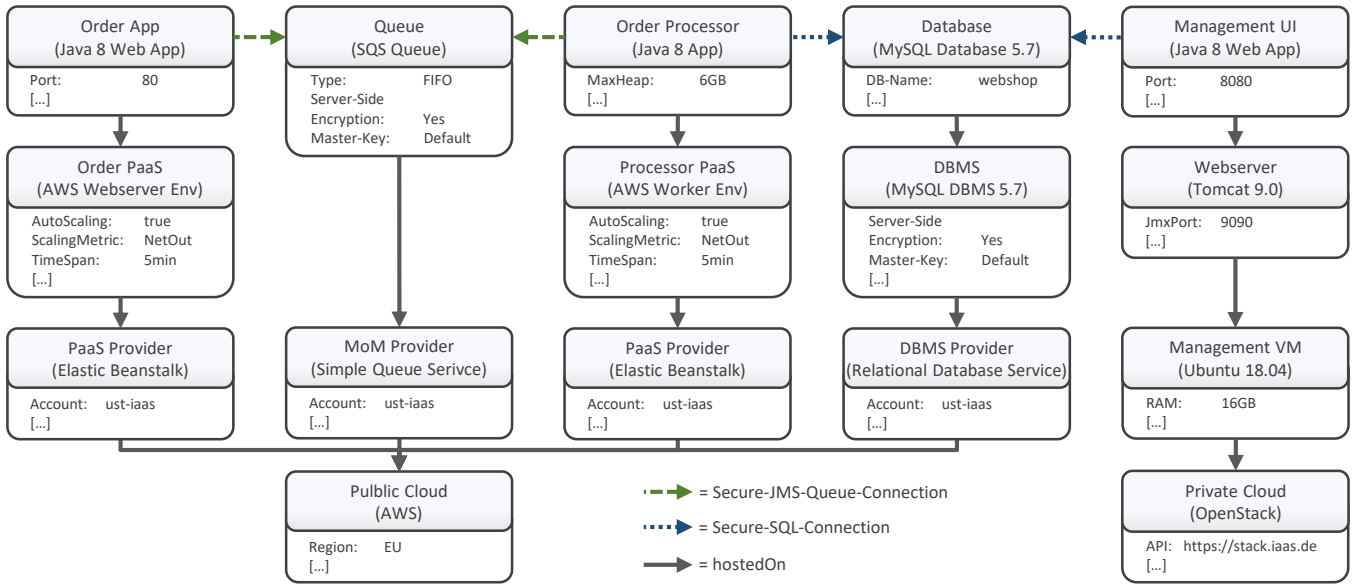 Order App
(Java 8 Web App)
Port: 80
[...]
Queue
(SQS Queue)
Type: FIFO
Server-Side
Encryption: Yes
Master-Key: Default
Order Processor
(Java 8 App)
MaxHeap: 6GB
[...]
Database
(MySQL Database 5.7)
DB-Name: webshop
[...]
Management UI
(Java 8 Web App)
Port: 8080
[...]
Order PaaS
(AWS Webserver Env)
AutoScaling: true
ScalingMetric: NetOut
TimeSpan: 5min
[...]
Processor PaaS
(AWS Worker Env)
AutoScaling: true
ScalingMetric: NetOut
TimeSpan: 5min
[...]
DBMS
(MySQL DBMS 5.7)
Server-Side
Encryption: Yes
Master-Key: Default
[...]
Webserver
(Tomcat 9.0)
JmxPort: 9090
[...]
PaaS Provider
(Elastic Beanstalk)
Account: ust-iaas
[...]
MoM Provider
(Simple Queue Serivce)
Account: ust-iaas
[...]
PaaS Provider
(Elastic Beanstalk)
Account: ust-iaas
[...]
DBMS Provider
(Relational Database Service)
Account: ust-iaas
[...]
Management VM
(Ubuntu 18.04)
RAM: 16GB
[...]
Pulblic Cloud
(AWS)
Region: EU
[...]
= Secure-JMS-Queue-Connection
= Secure-SQL-Connection
= hostedOn
Private Cloud
(OpenStack)
API: https://stack.iaas.de
[...]